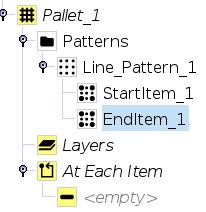 Pallet_1
Patterns
Line_Pattern_1
StartItem_1
EndItem_1
Layers
At Each Item
<empty>